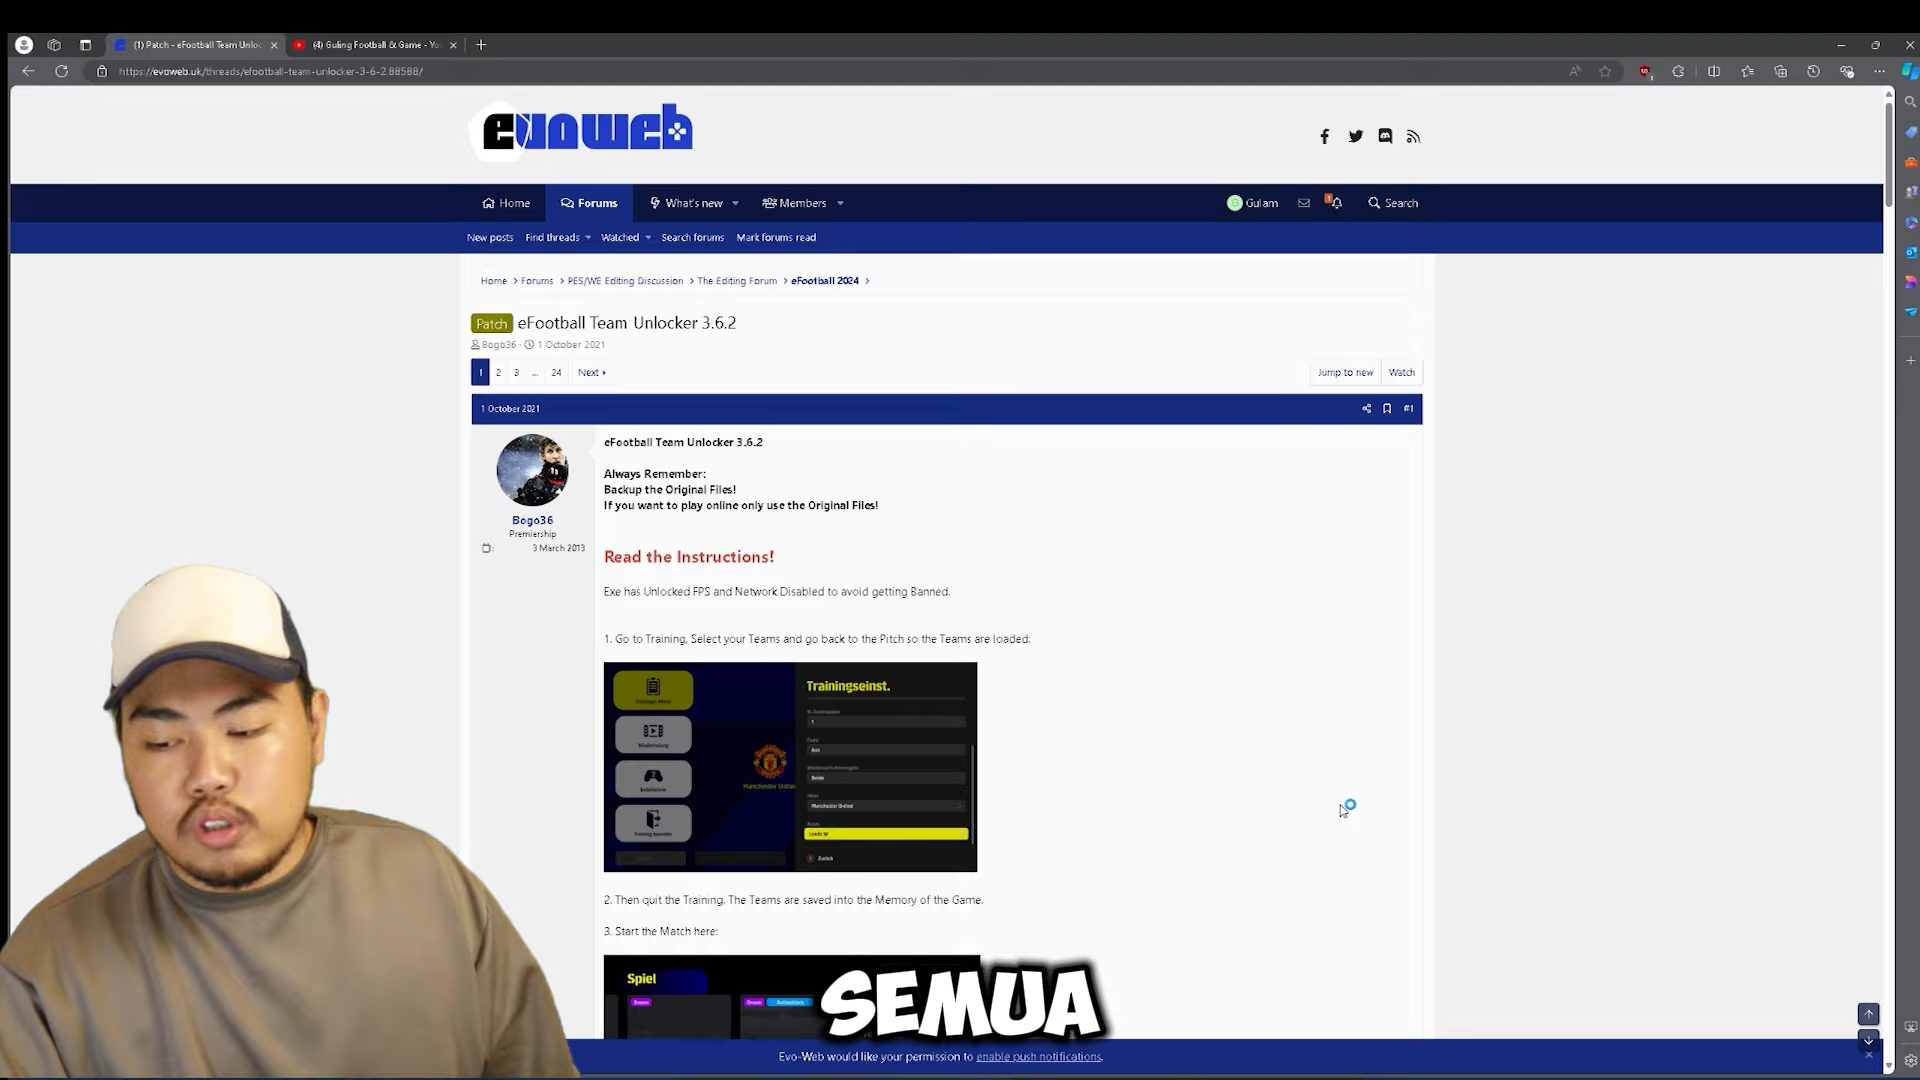 (1) Patch - eFootball Team Unloc
(4) Guling Football & Game - Yo
https://evoweb.uk/threads/efootball-team-unlocker-3-6-2.88588/
evoweb
Home
Forums
What's new
Members
Gulam
1
Search
New posts
Find threads
Watched
Search forums
Mark forums read
Home > Forums > PES/WE Editing Discussion > The Editing Forum > eFootball 2024 >
Patch eFootball Team Unlocker 3.6.2
Bogo36 · 1 October 2021
1 2 3 ... 24 Next
Jump to new
Watch
1 October 2021
#1
Bogo36
Premiership
3 March 2013
eFootball Team Unlocker 3.6.2
Always Remember:
Backup the Original Files!
If you want to play online only use the Original Files!
Read the Instructions!
Exe has Unlocked FPS and Network Disabled to avoid getting Banned.
1. Go to Training, Select your Teams and go back to the Pitch so the Teams are loaded:
Trainingseinst.
Manchester United
Manchester United
Zurück
2. Then quit the Training. The Teams are saved into the Memory of the Game.
3. Start the Match here:
Spiel
SEMUA
Evo-Web would like your permission to enable push notifications.